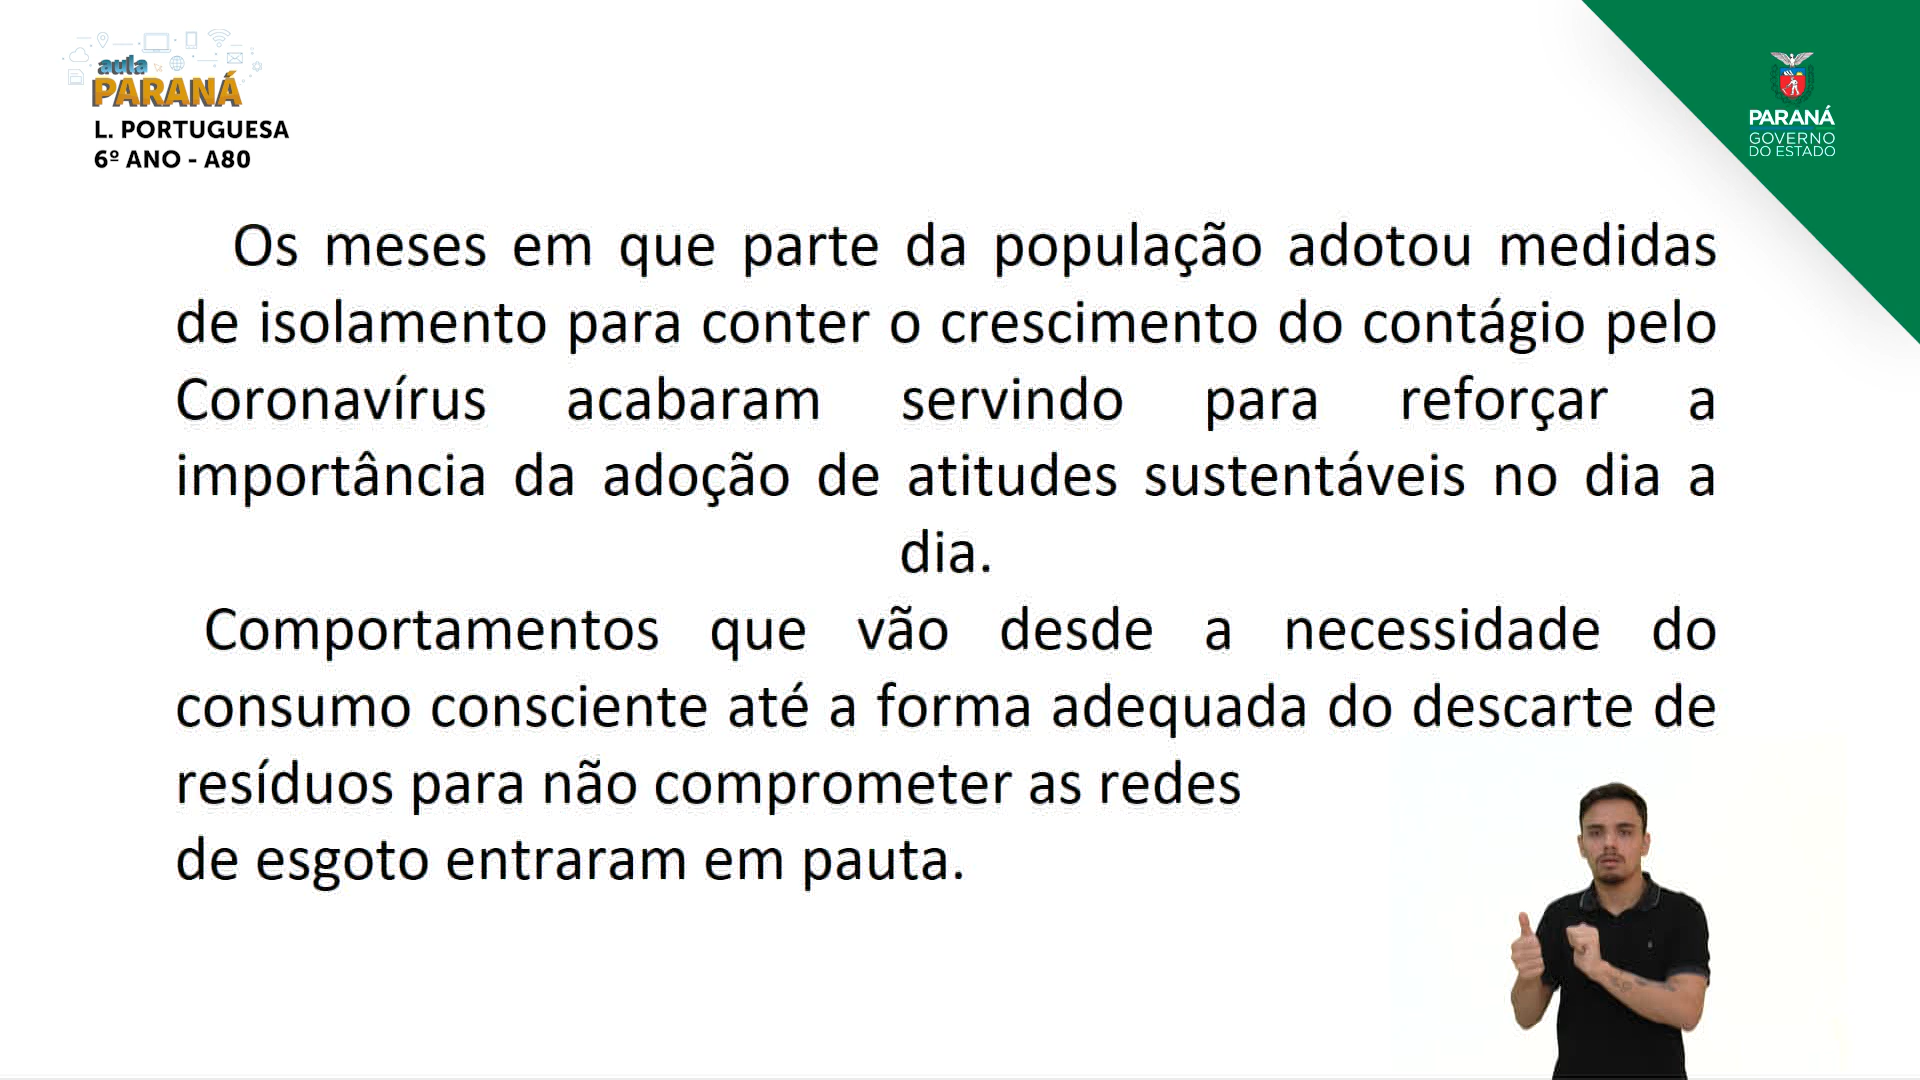 aula
PARANÁ
L. PORTUGUESA
6º ANO - A80
PARANÁ
GOVERNO
DO ESTADO
Os meses em que parte da população adotou medidas
de isolamento para conter o crescimento do contágio pelo
Coronavírus acabaram servindo para reforçar a
importância da adoção de atitudes sustentáveis no dia a
dia.
Comportamentos que vão desde a necessidade do
consumo consciente até a forma adequada do descarte de
resíduos para não comprometer as redes
de esgoto entraram em pauta.